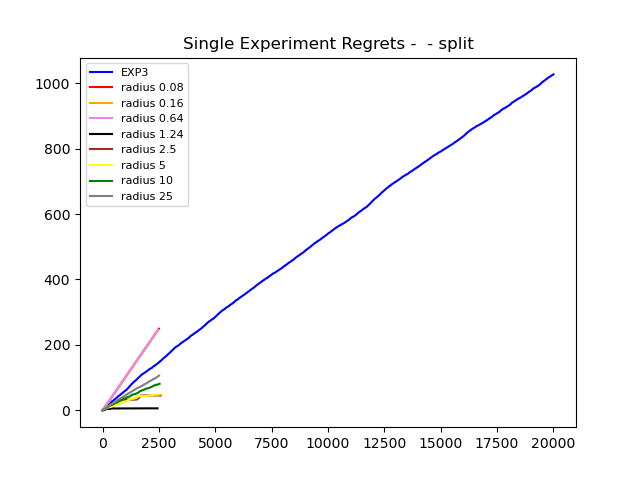 Single Experiment Regrets -  - split
EXP3
radius 0.08
radius 0.16
radius 0.64
radius 1.24
radius 2.5
radius 5
radius 10
radius 25
1000
800
600
400
200
0
0 2500 5000 7500 10000 12500 15000 17500 20000